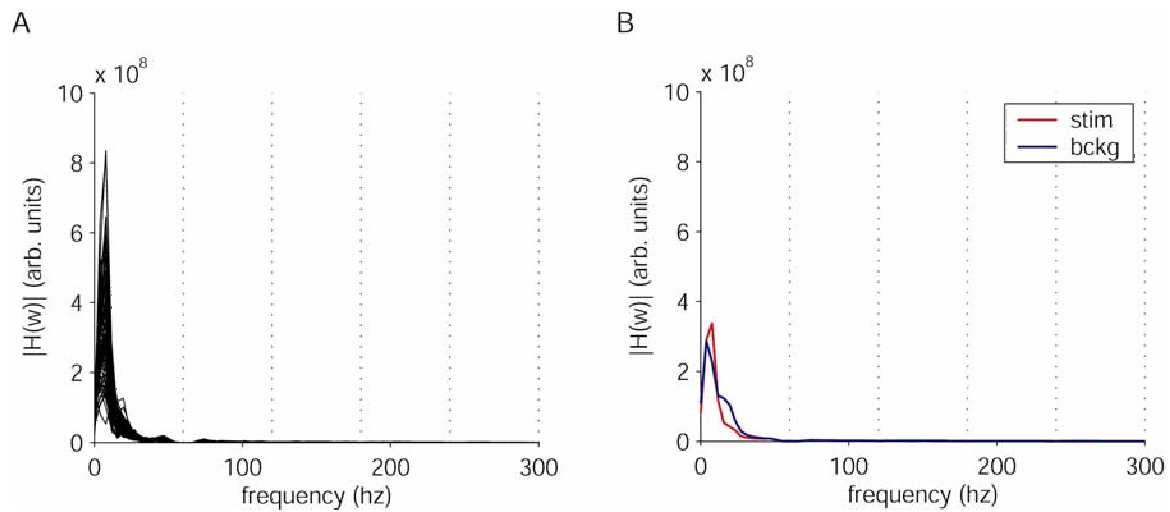 A
x 10^8
10
8
6
4
2
0
|H(w)| (arb. units)
0 100 200 300
frequency (hz)
B
x 10^8
10
8
6
4
2
0
|H(w)| (arb. units)
stim
bckg
0 100 200 300
frequency (hz)